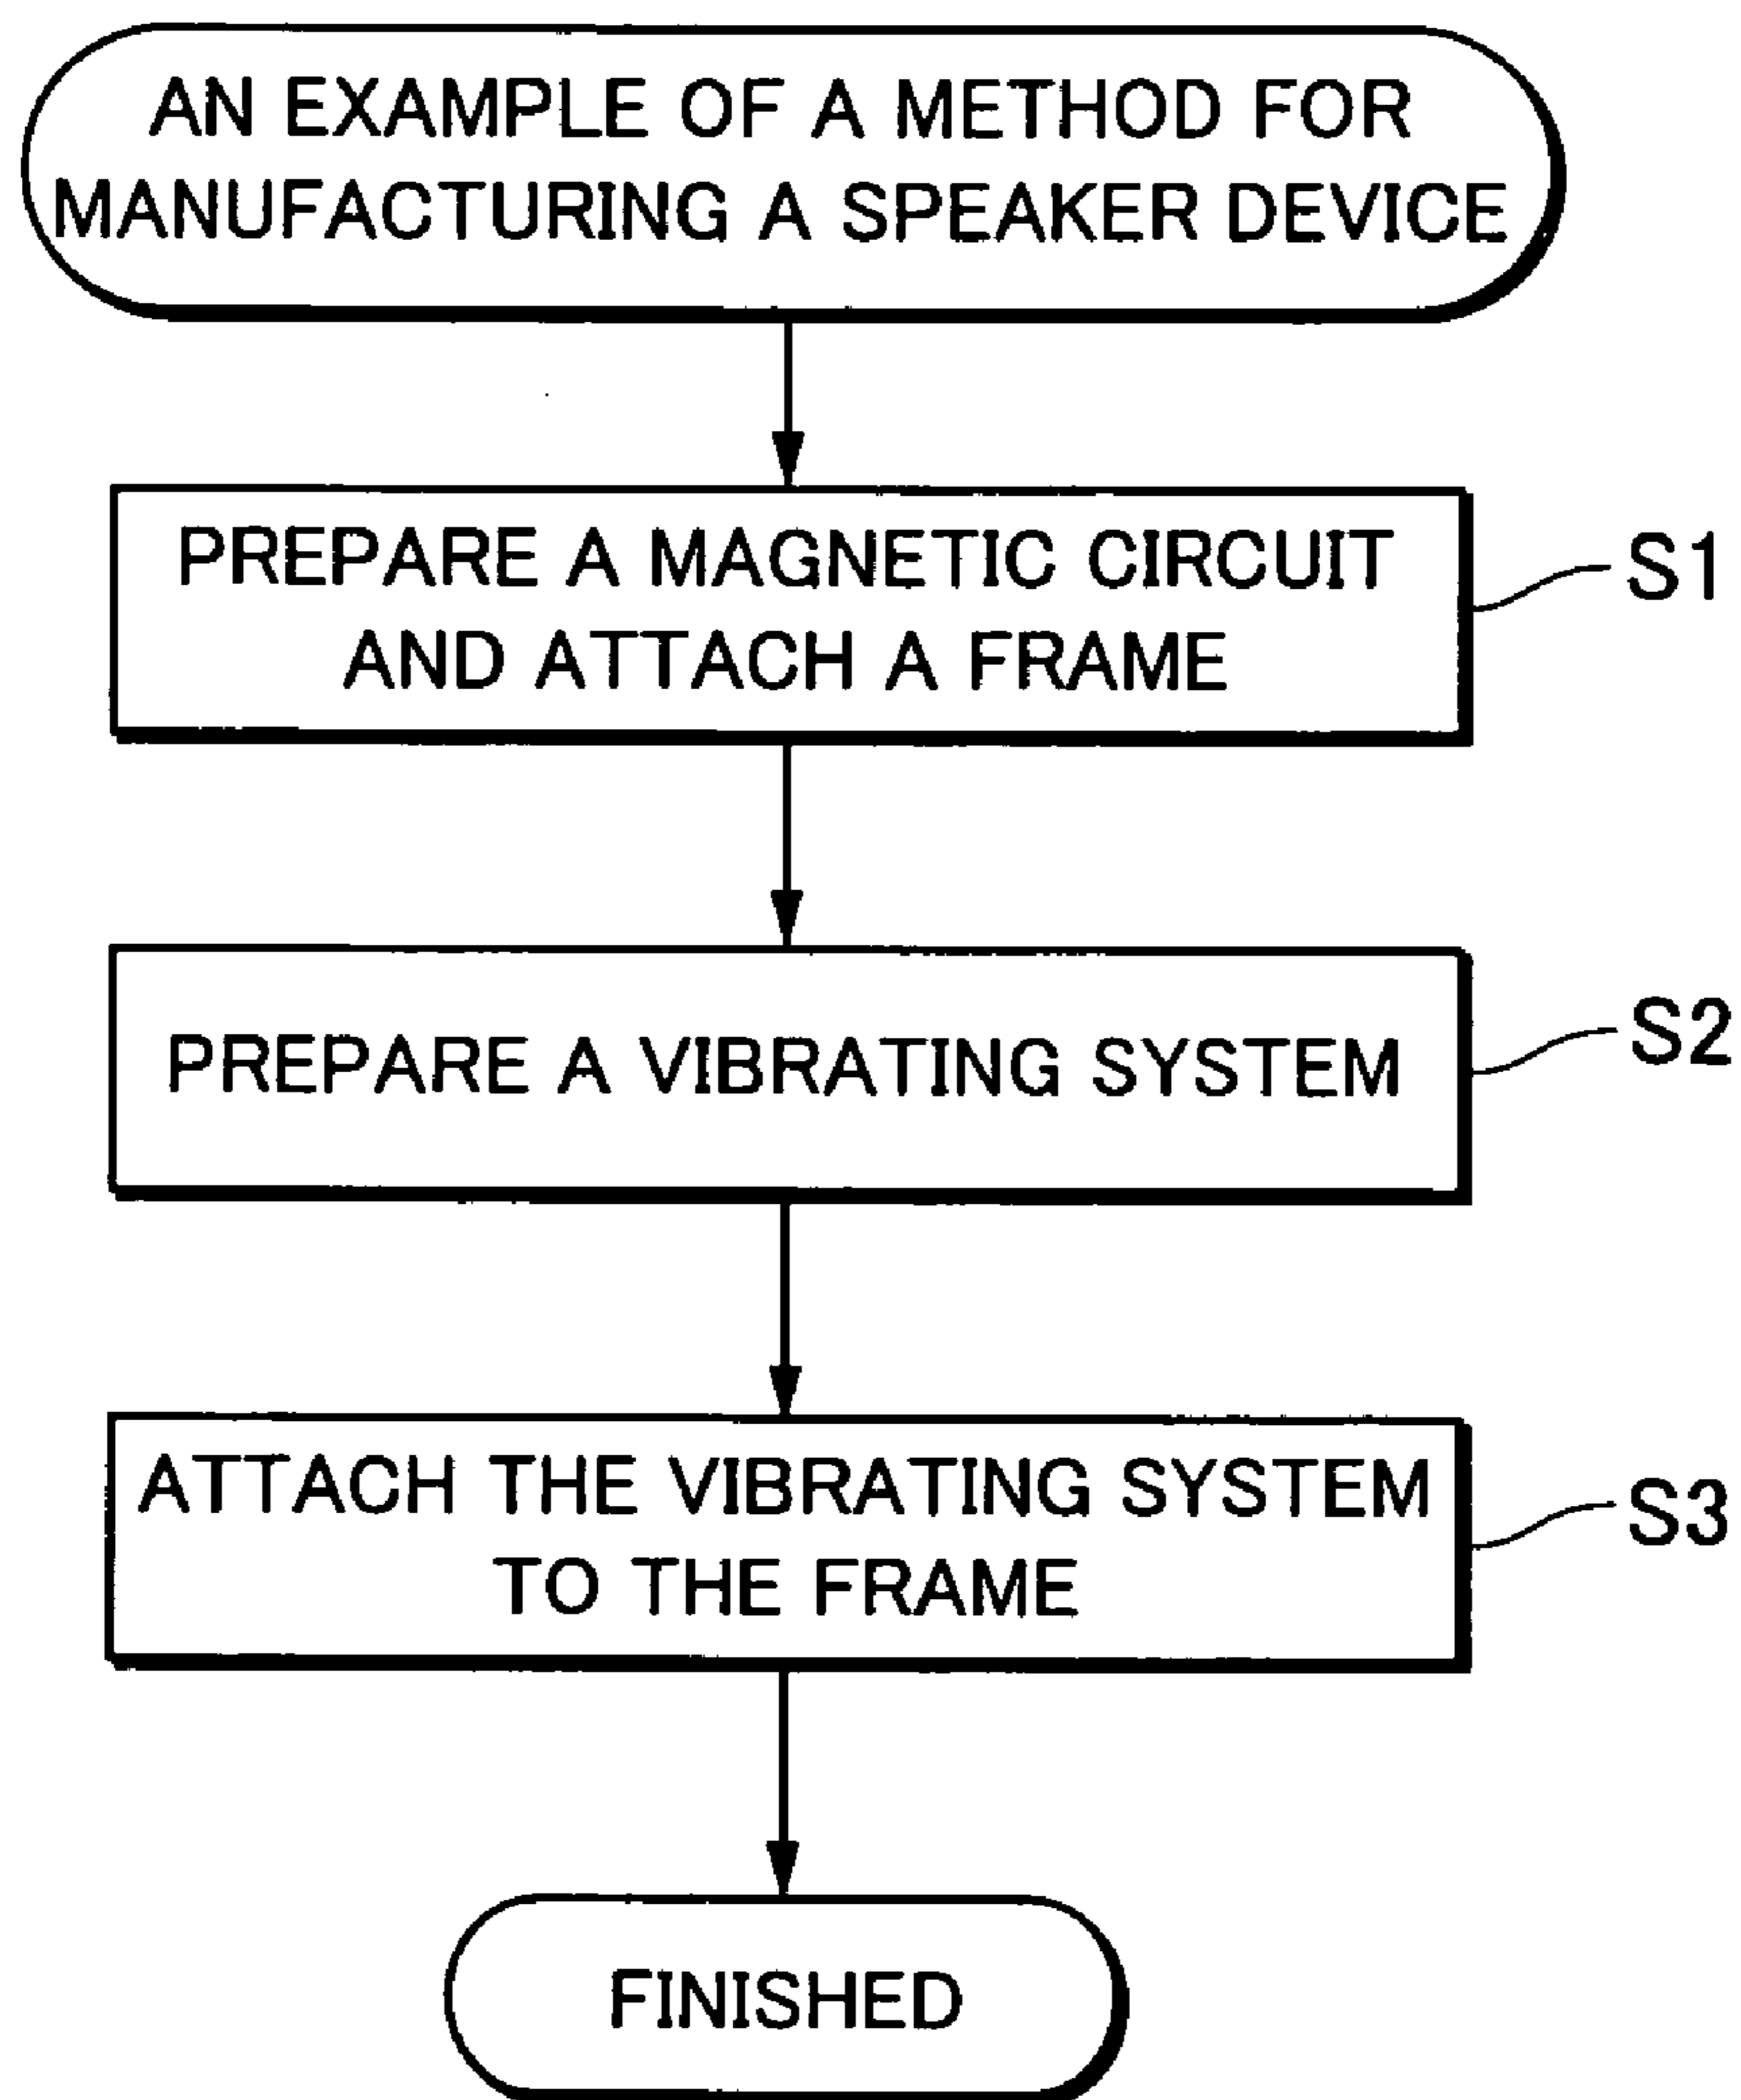 AN EXAMPLE OF A METHOD FOR
MANUFACTURING A SPEAKER DEVICE
PREPARE A MAGNETIC CIRCUIT
AND ATTACH A FRAME
S1
PREPARE A VIBRATING SYSTEM
S2
ATTACH THE VIBRATING SYSTEM
TO THE FRAME
S3
FINISHED